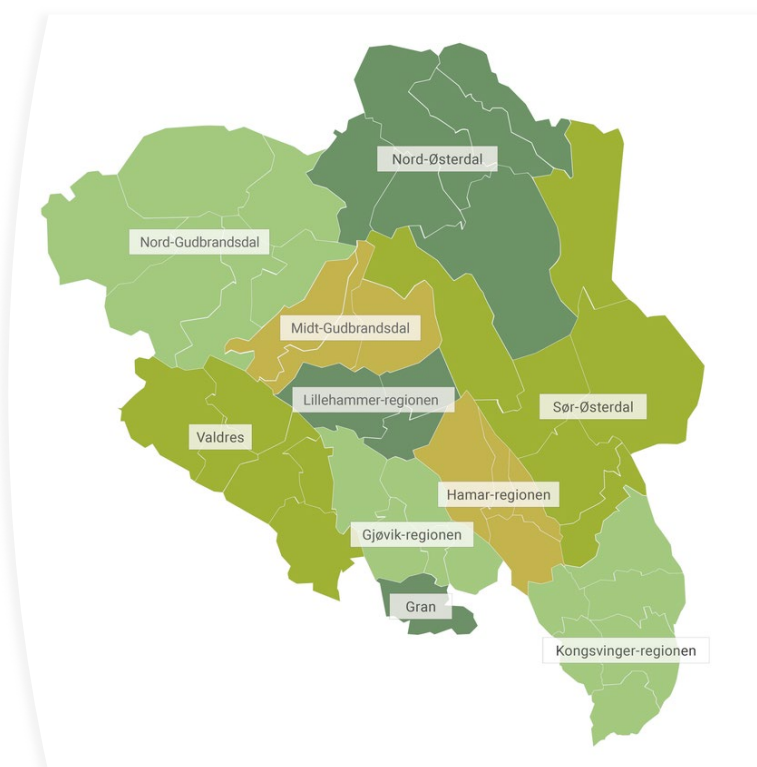 Nord-Østerdal
Nord-Gudbrandsdal
Midt-Gudbrandsdal
Lillehammer-regionen
Sør-Østerdal
Valdres
Hamar-regionen
Gjøvik-regionen
Gran
Kongsvinger-regionen